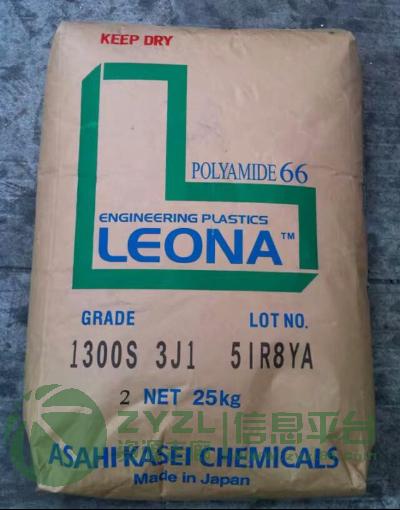 KEEP DRY
POLYAMIDE 66
ENGINEERING PLASTICS
LEONA™
GRADE LOT NO.
1300S 3J1 5IR8YA
2 NET 25kg
ZYZL 信息平台
ASAHI KASEI CHEMICALS
Made in Japan